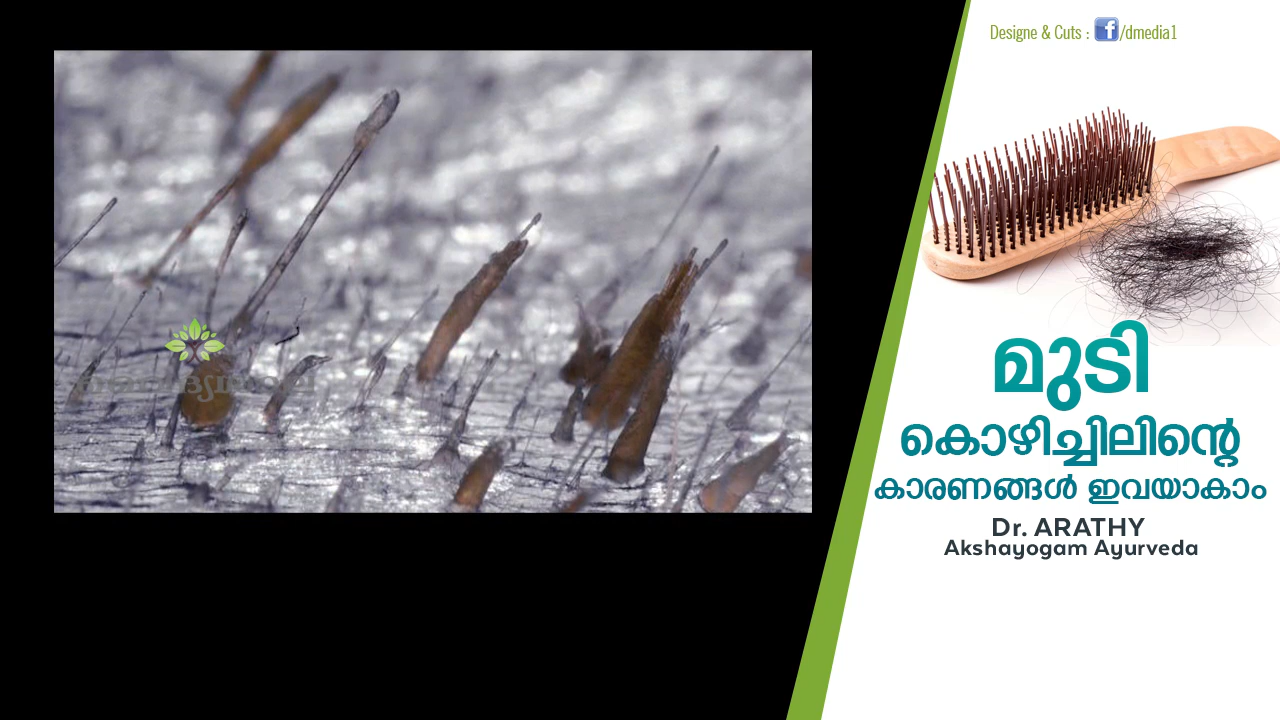 Designe & Cuts : f/dmedia1
മുടി
കൊഴിച്ചിലിന്റെ
കാരണങ്ങൾ ഇവയാകാം
Dr. ARATHY
Akshayogam Ayurveda